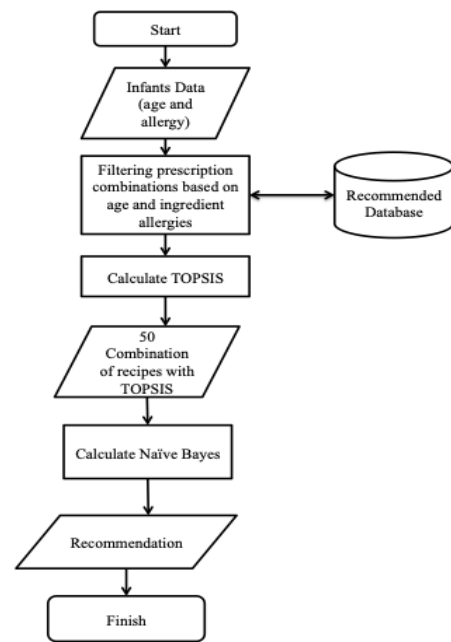 Start
Infants Data
(age and
allergy)
Filtering prescription
combinations based on
age and ingredient
allergies
Recommended
Database
Calculate TOPSIS
50
Combination
of recipes with
TOPSIS
Calculate Naïve Bayes
Recommendation
Finish